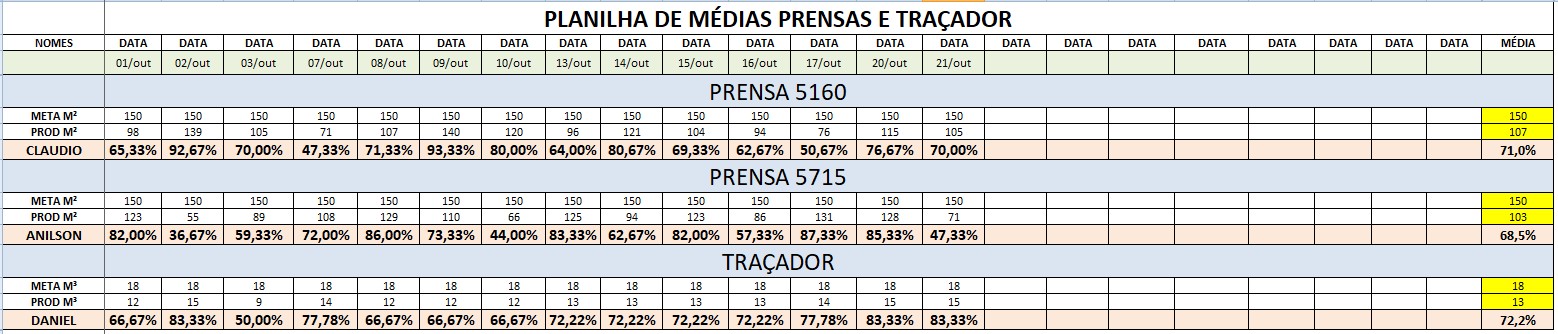 PLANILHA DE MÉDIAS PRENSAS E TRAÇADOR
NOMES DATA DATA DATA DATA DATA DATA DATA DATA DATA DATA DATA DATA DATA DATA DATA DATA DATA DATA DATA DATA DATA DATA MÉDIA
01/out 02/out 03/out 07/out 08/out 09/out 10/out 13/out 14/out 15/out 16/out 17/out 20/out 21/out
PRENSA 5160
META M² 150 150 150 150 150 150 150 150 150 150 150 150 150 150 150
PROD M² 98 139 105 71 107 140 120 96 121 104 94 76 115 105 107
CLAUDIO 65,33% 92,67% 70,00% 47,33% 71,33% 93,33% 80,00% 64,00% 80,67% 69,33% 62,67% 50,67% 76,67% 70,00% 71,0%
PRENSA 5715
META M² 150 150 150 150 150 150 150 150 150 150 150 150 150 150 150
PROD M² 123 55 89 108 129 110 66 125 94 123 86 131 128 71 103
ANILSON 82,00% 36,67% 59,33% 72,00% 86,00% 73,33% 44,00% 83,33% 62,67% 82,00% 57,33% 87,33% 85,33% 47,33% 68,5%
TRAÇADOR
META M³ 18 18 18 18 18 18 18 18 18 18 18 18 18 18 18
PROD M³ 12 15 9 14 12 12 12 13 13 13 13 14 15 15 13
DANIEL 66,67% 83,33% 50,00% 77,78% 66,67% 66,67% 66,67% 72,22% 72,22% 72,22% 72,22% 77,78% 83,33% 83,33% 72,2%